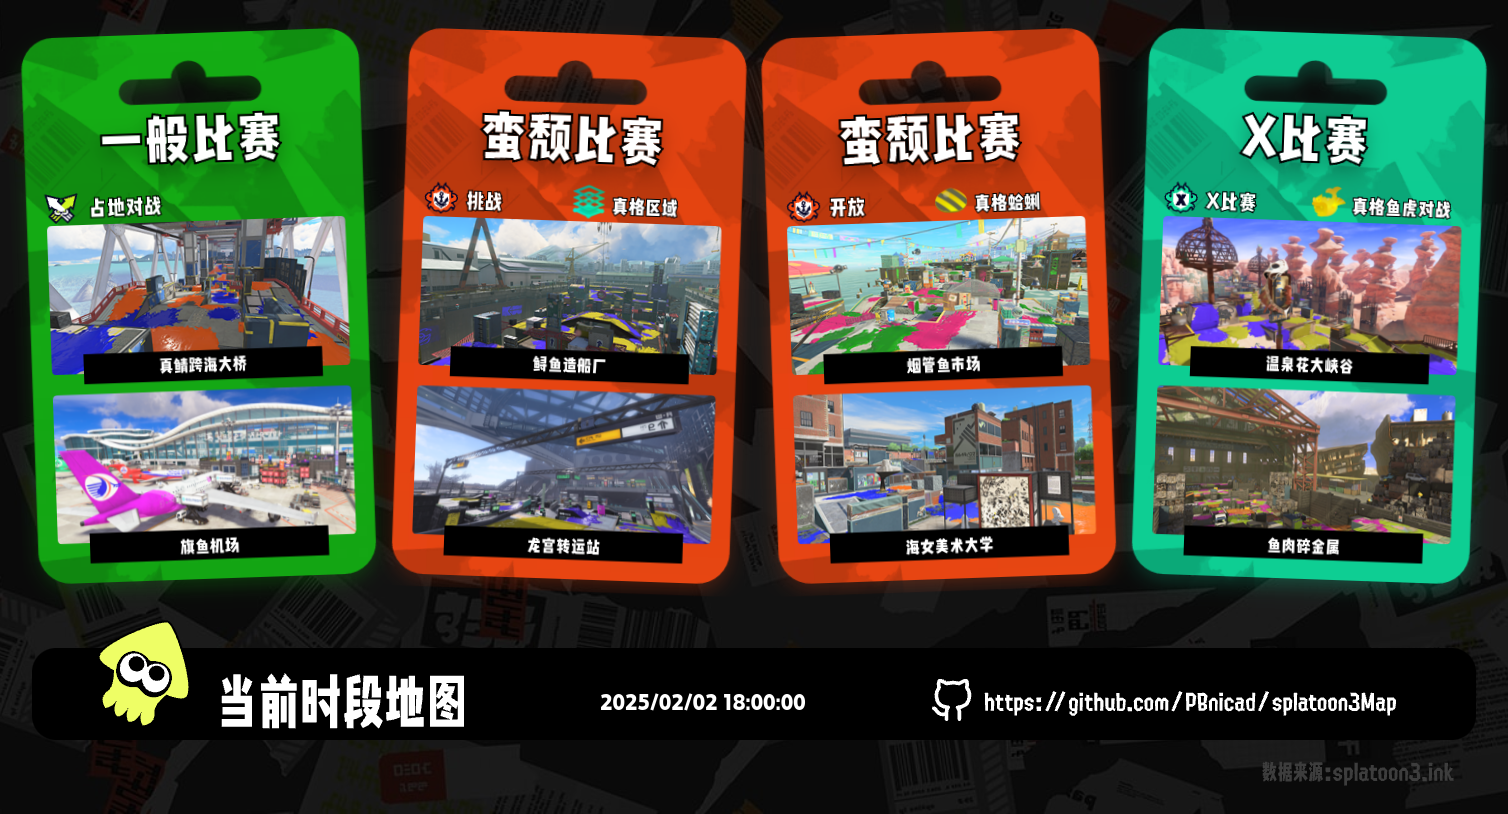 一般比赛
占地对战
真鲷跨海大桥
旗鱼机场
蛮颓比赛
挑战
真格区域
鲟鱼造船厂
龙宫转运站
蛮颓比赛
开放
真格蛤蜊
烟管鱼市场
海女美术大学
X比赛
X比赛
真格鱼虎对战
温泉花大峡谷
鱼肉碎金属
当前时段地图
2025/02/02 18:00:00
https://github.com/PBnicad/splatoon3Map
数据来源:splatoon3.ink